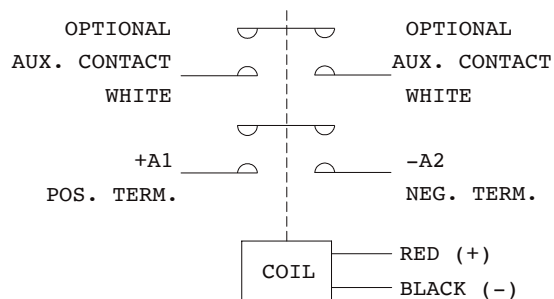 OPTIONAL
AUX. CONTACT
WHITE
OPTIONAL
AUX. CONTACT
WHITE
+A1
POS. TERM.
-A2
NEG. TERM.
COIL
RED (+)
BLACK (-)